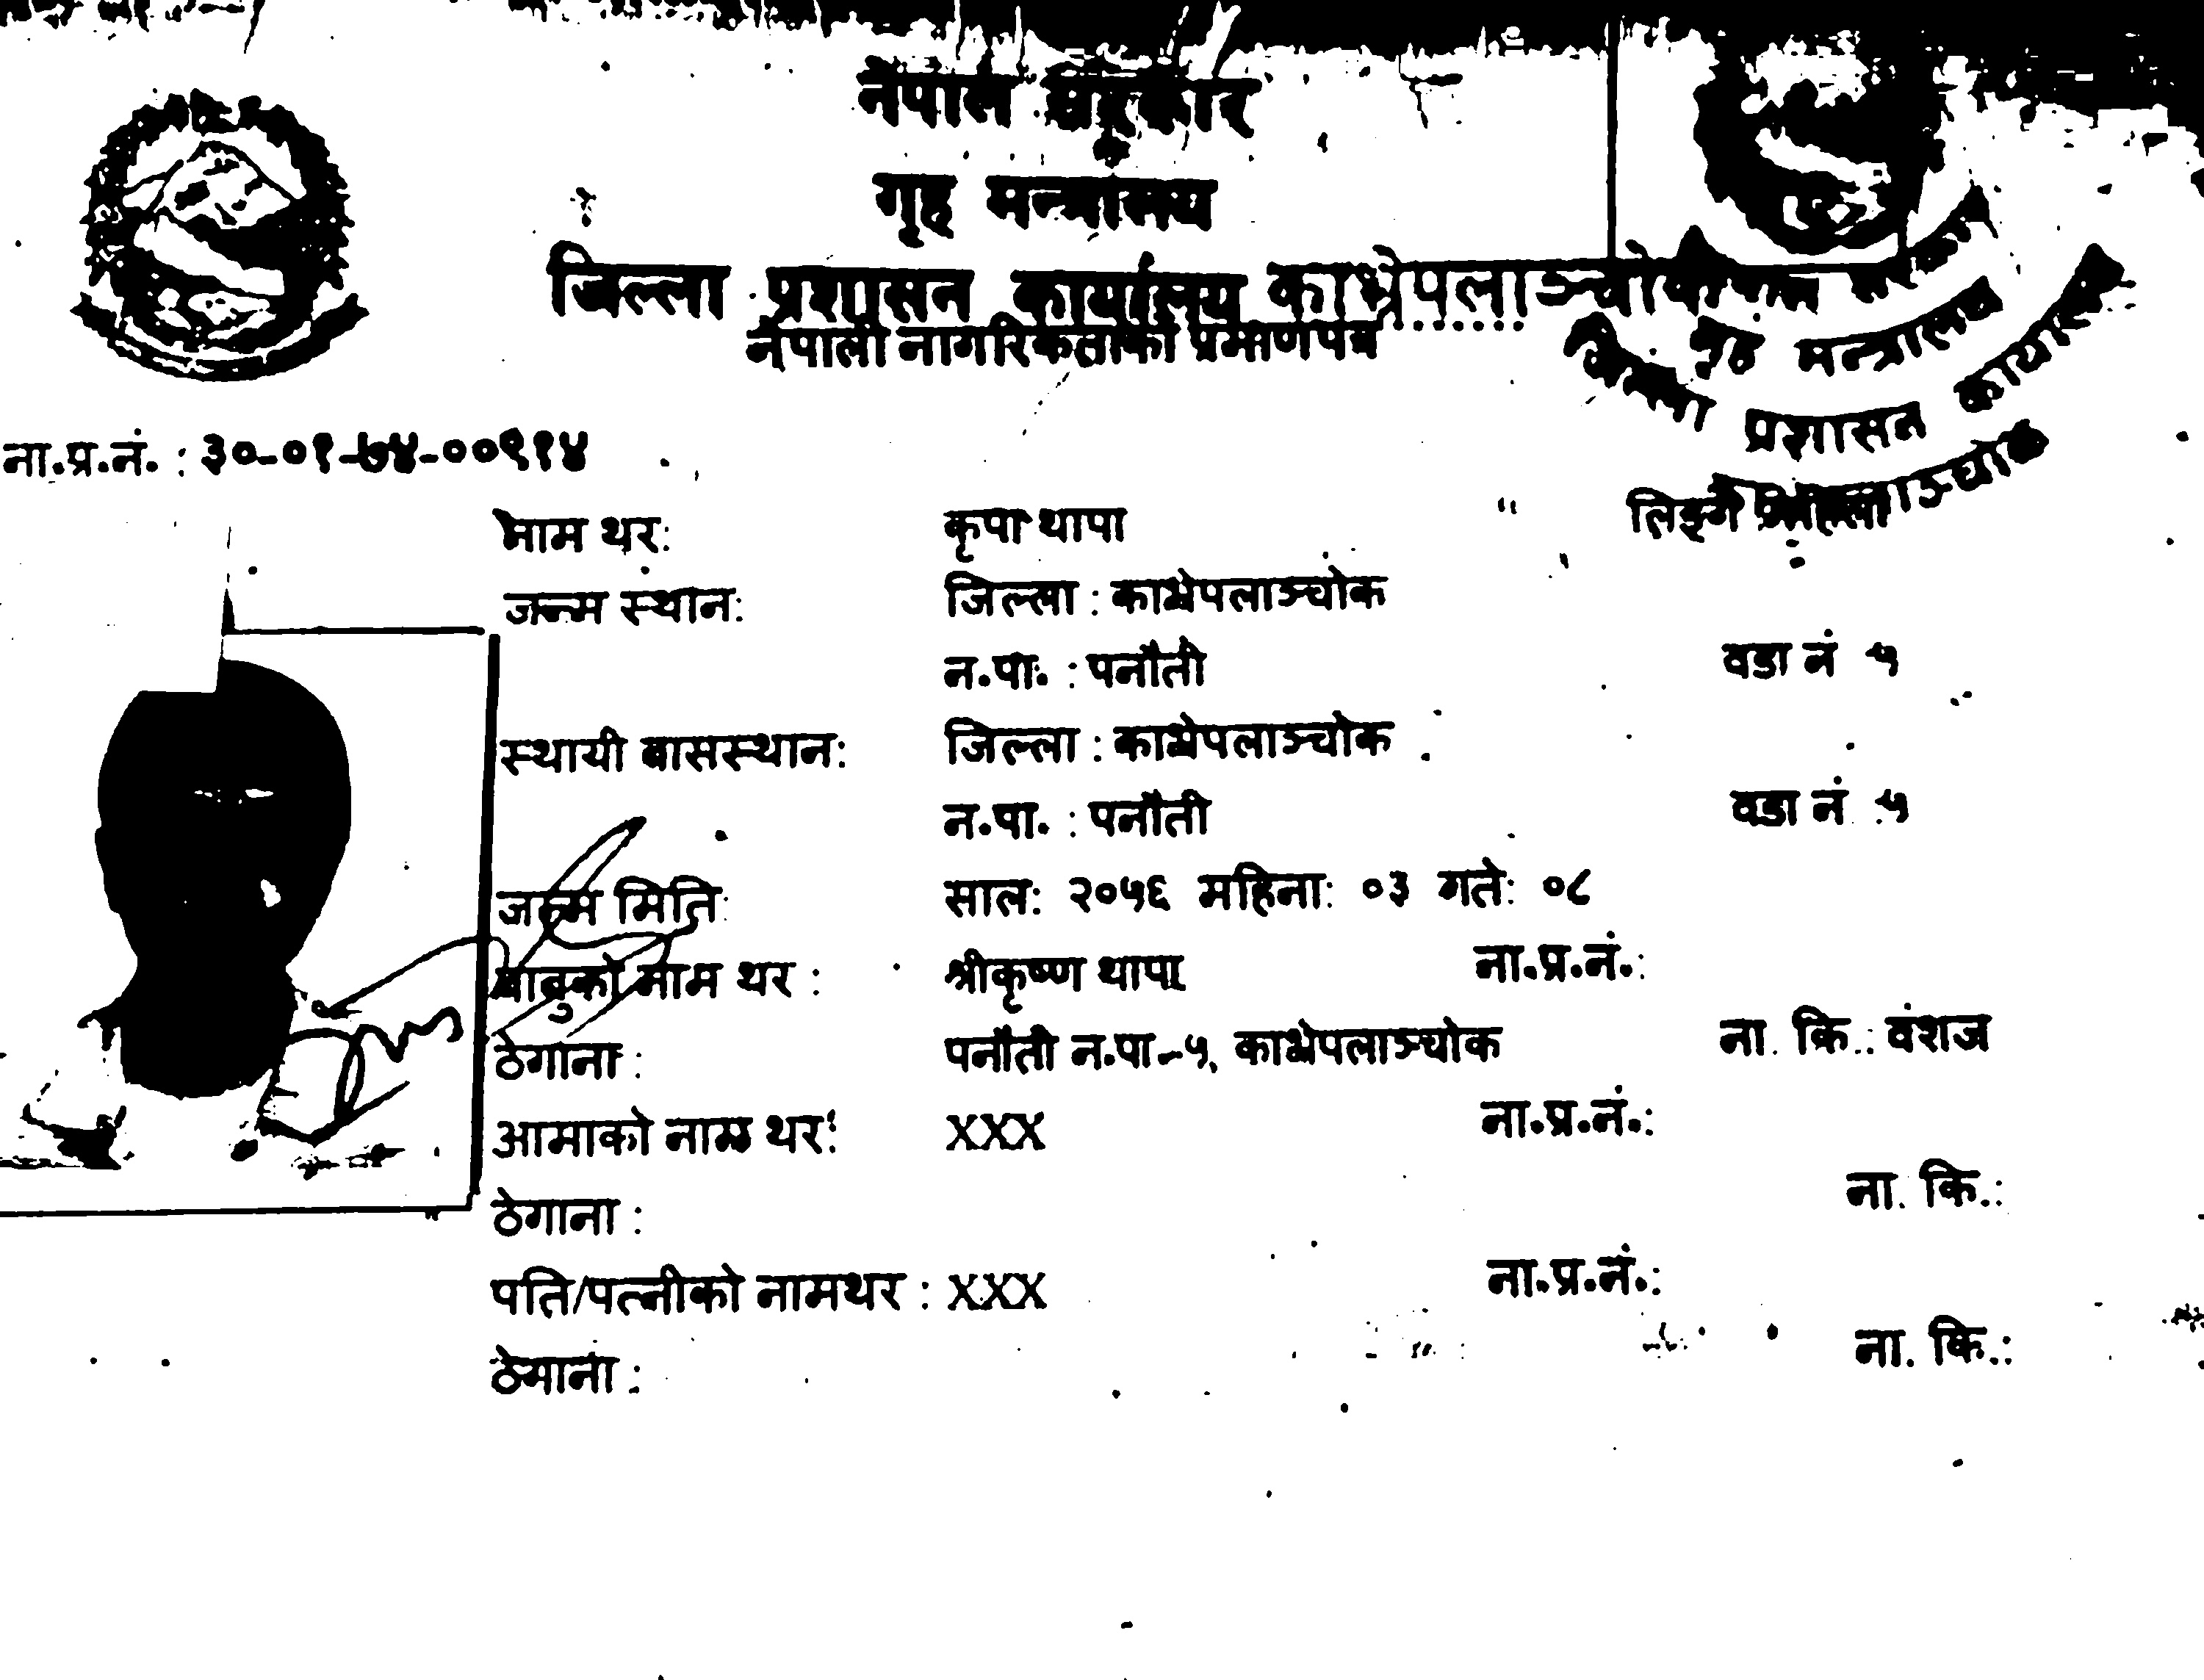 नेपाल सरकार
गृह मन्त्रालय
जिल्ला प्रशासन कार्यालय काभ्रेपलाञ्चोक
नेपाली नागरिकताको प्रमाणपत्र
मन्त्रालय
प्रशासन कार्यालय
ना.प्र.नं. : ३०-०१-७४-००९१४
नाम थर: कृपा थापा लिङ्ग महिला
जन्म स्थान: जिल्ला : काभ्रेपलाञ्चोक
न.पा. : पनौती वडा नं ५
स्थायी बासस्थान: जिल्ला : काभ्रेपलाञ्चोक
न.पा. : पनौती वडा नं ५
जन्म मिति: साल: २०५६ महिना: ०३ गते: ०८
बाबुको नाम थर : श्रीकृष्ण थापा ना.प्र.नं.:
ठेगाना : पनौती न.पा.-५, काभ्रेपलाञ्चोक ना. कि.: वंशज
आमाको नाम थर: XXX ना.प्र.नं.:
ठेगाना : ना. कि.:
पति/पत्नीको नामथर : XXX ना.प्र.नं.:
ठेगाना : ना. कि.: